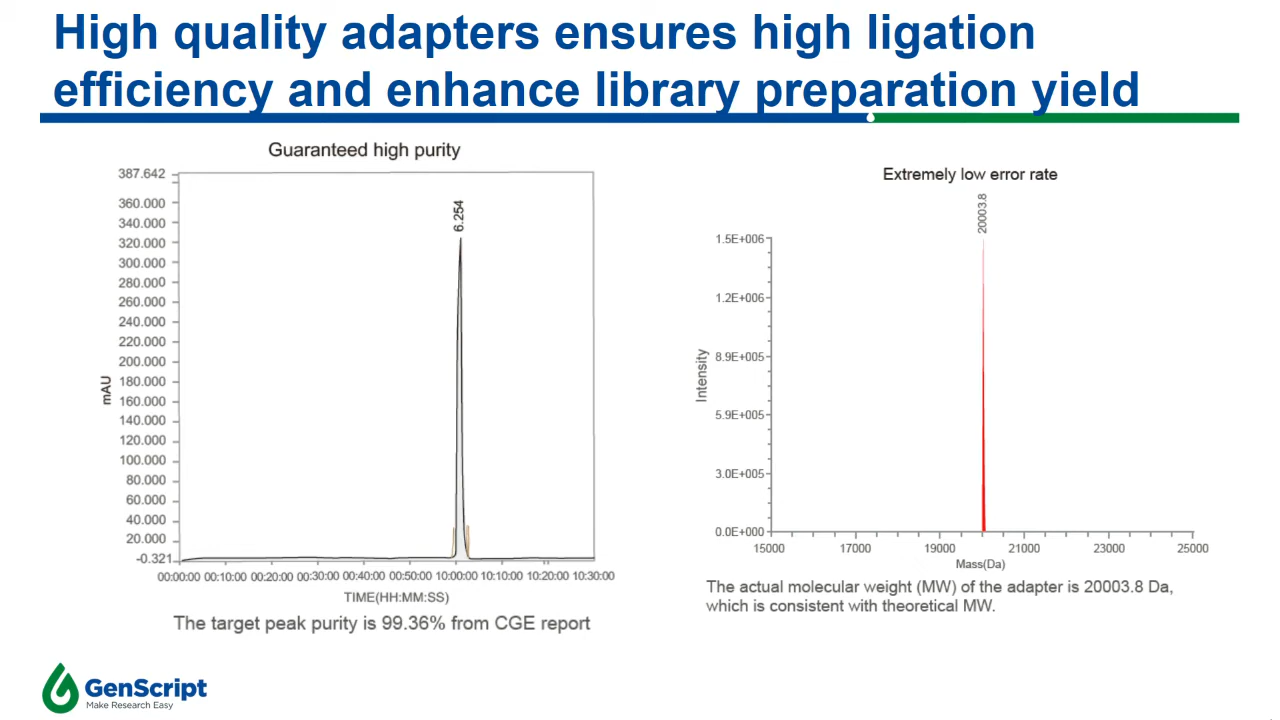 High quality adapters ensures high ligation
efficiency and enhance library preparation yield
Guaranteed high purity
387.642
360.000
340.000
320.000
300.000
280.000
260.000
240.000
220.000
200.000
180.000
160.000
140.000
120.000
100.000
80.000
60.000
40.000
20.000
-0.321
mAU
6.254
00:00:00 00:10:00 00:20:00 00:30:00 00:40:00 00:50:00 10:00:00 10:10:00 10:20:00 10:30:00
TIME(HH:MM:SS)
The target peak purity is 99.36% from CGE report
Extremely low error rate
20003.8
1.5E+006
1.2E+006
8.9E+005
5.9E+005
3.0E+005
0.0E+000
Intensity
15000 17000 19000 21000 23000 25000
Mass(Da)
The actual molecular weight (MW) of the adapter is 20003.8 Da,
which is consistent with theoretical MW.
GenScript
Make Research Easy